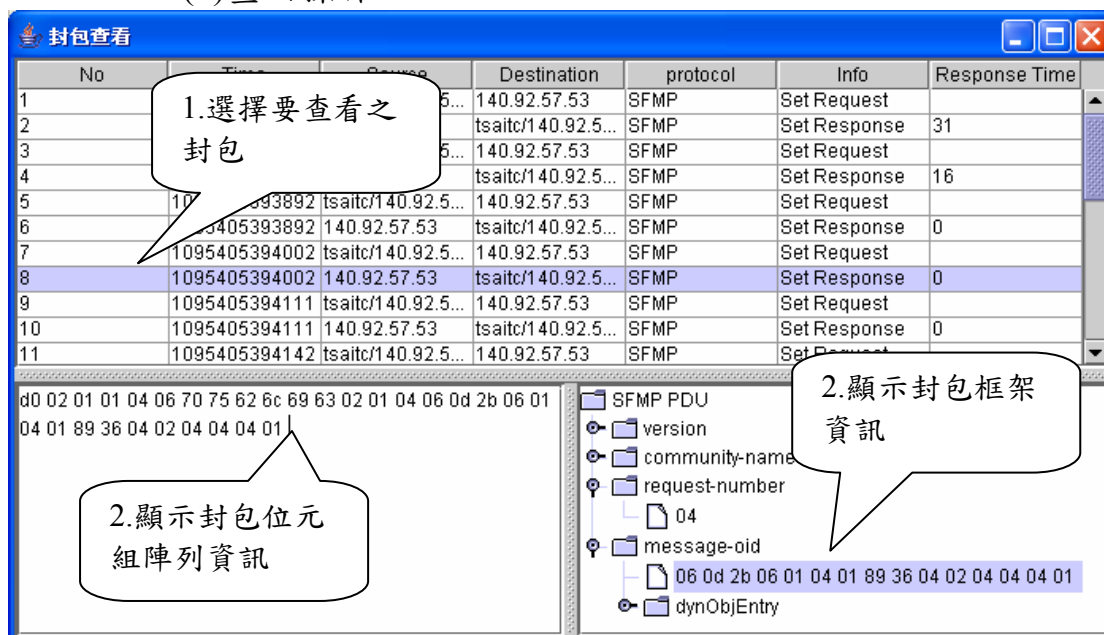 封包查看
No Destination protocol Info Response Time
1 140.92.57.53 SFMP Set Request
2 tsaitc/140.92.5... SFMP Set Response 31
3 140.92.57.53 SFMP Set Request
4 tsaitc/140.92.5... SFMP Set Response 16
5 tsaitc/140.92.5... 140.92.57.53 SFMP Set Request
6 140.92.57.53 tsaitc/140.92.5... SFMP Set Response 0
7 1095405394002 tsaitc/140.92.5... 140.92.57.53 SFMP Set Request
8 1095405394002 140.92.57.53 tsaitc/140.92.5... SFMP Set Response 0
9 1095405394111 tsaitc/140.92.5... 140.92.57.53 SFMP Set Request
10 1095405394111 140.92.57.53 tsaitc/140.92.5... SFMP Set Response 0
11 1095405394142 tsaitc/140.92.5... 140.92.57.53 SFMP Set Request
1.選擇要查看之
封包
d0 02 01 01 04 06 70 75 62 6c 69 63 02 01 04 06 0d 2b 06 01
04 01 89 36 04 02 04 04 04 01
2.顯示封包位元
組陣列資訊
SFMP PDU
version
community-name
request-number
04
message-oid
06 0d 2b 06 01 04 01 89 36 04 02 04 04 04 01
dynObjEntry
2.顯示封包框架
資訊